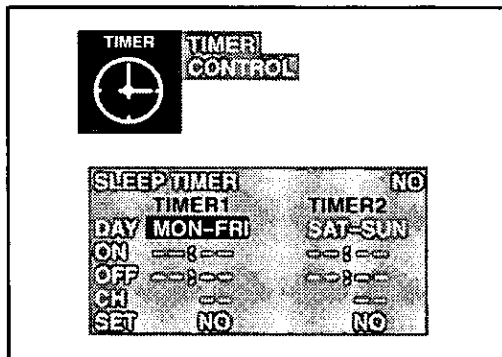 TIMER
TIMER
CONTROL
SLEEP TIMER NO
TIMER1 TIMER2
DAY MON-FRI SAT-SUN
ON --:-- --:--
OFF --:-- --:--
CH -- --
SET NO NO